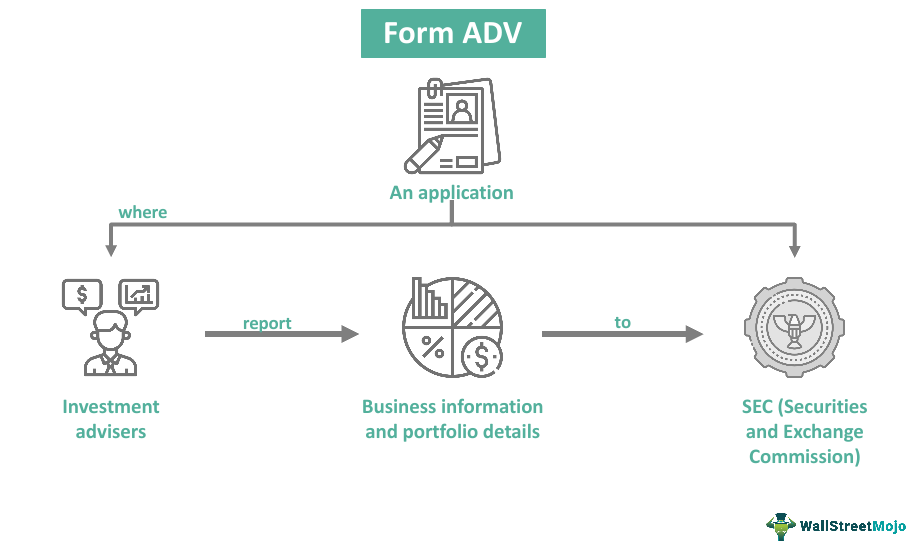 Form ADV
An application
where
report
to
Investment
advisers
Business information
and portfolio details
SEC (Securities
and Exchange
Commission)
WallStreetMojo